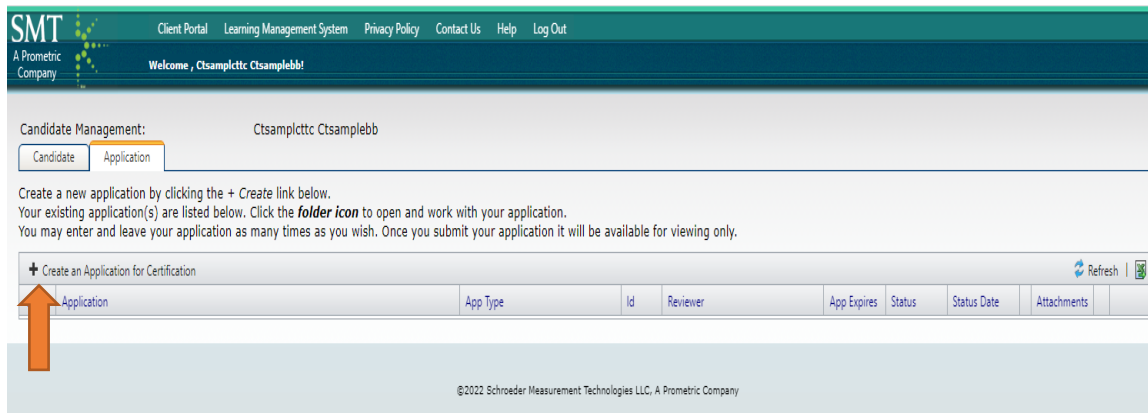 SMT
A Prometric
Company
Client Portal Learning Management System Privacy Policy Contact Us Help Log Out
Welcome , Ctsamplcttc Ctsamplebb!
Candidate Management: Ctsamplcttc Ctsamplebb
Candidate Application
Create a new application by clicking the + Create link below.
Your existing application(s) are listed below. Click the folder icon to open and work with your application.
You may enter and leave your application as many times as you wish. Once you submit your application it will be available for viewing only.
+ Create an Application for Certification Refresh |
Application App Type Id Reviewer App Expires Status Status Date Attachments
©2022 Schroeder Measurement Technologies LLC, A Prometric Company